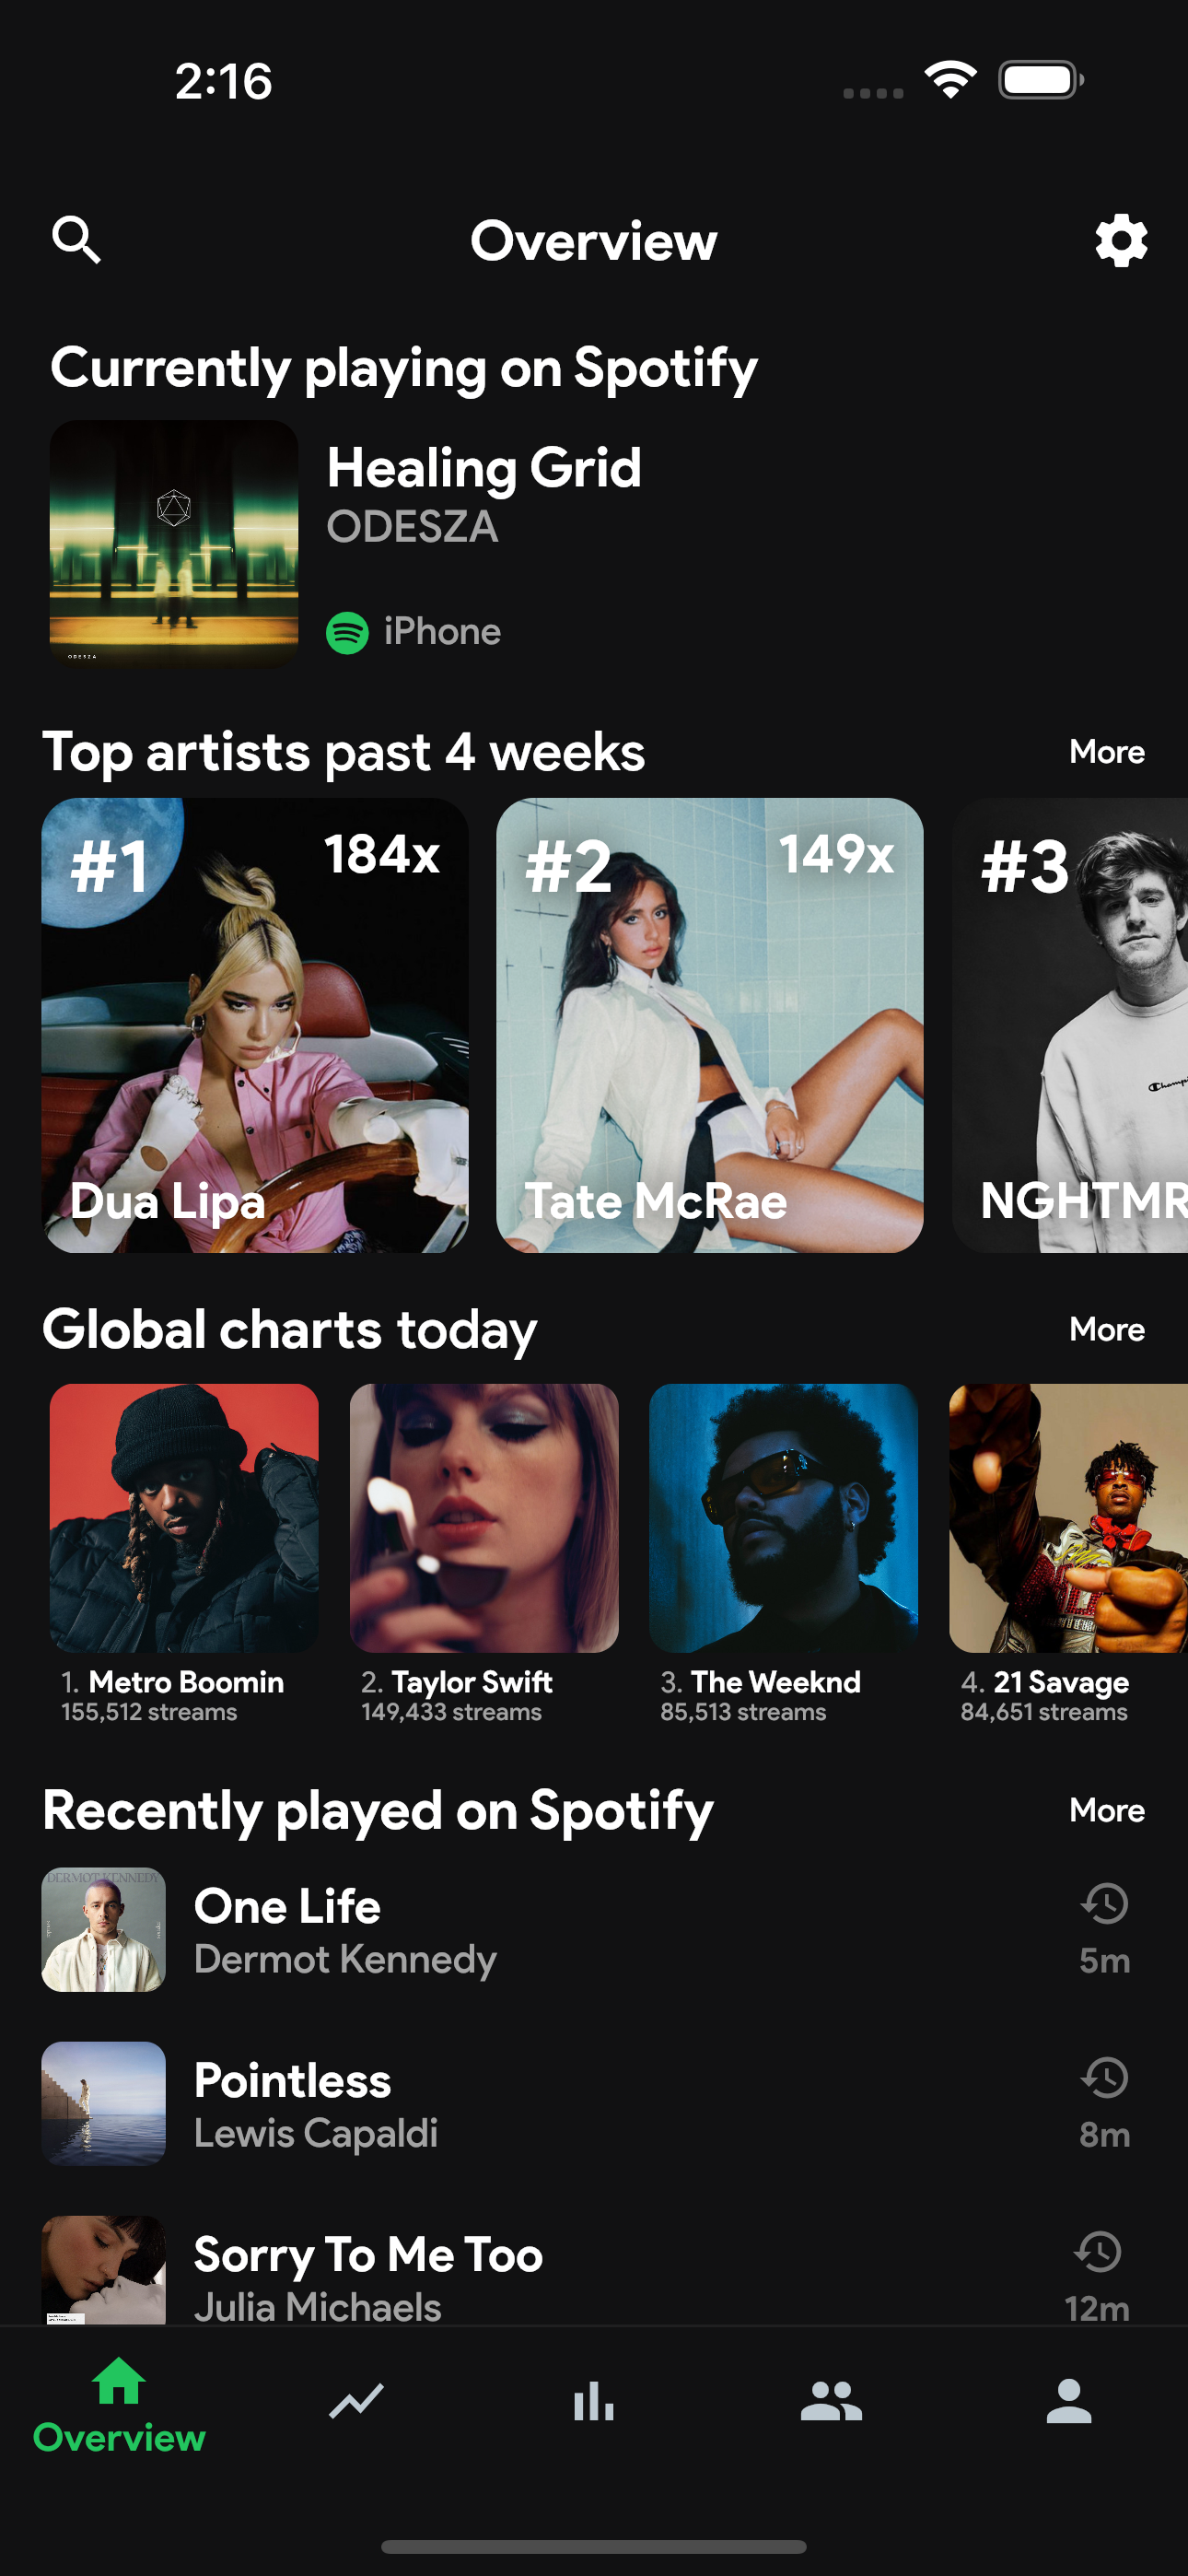 2:16
Overview
Currently playing on Spotify
Healing Grid
ODESZA
iPhone
ODESZA
Top artists past 4 weeks
More
#1
184x
#2
149x
#3
Dua Lipa
Tate McRae
NGHTMR
Global charts today
More
1. Metro Boomin
155,512 streams
2. Taylor Swift
149,433 streams
3. The Weeknd
85,513 streams
4. 21 Savage
84,651 streams
Recently played on Spotify
More
DERMOT KENNEDY
One Life
Dermot Kennedy
5m
Pointless
Lewis Capaldi
8m
Sorry To Me Too
Julia Michaels
12m
Overview